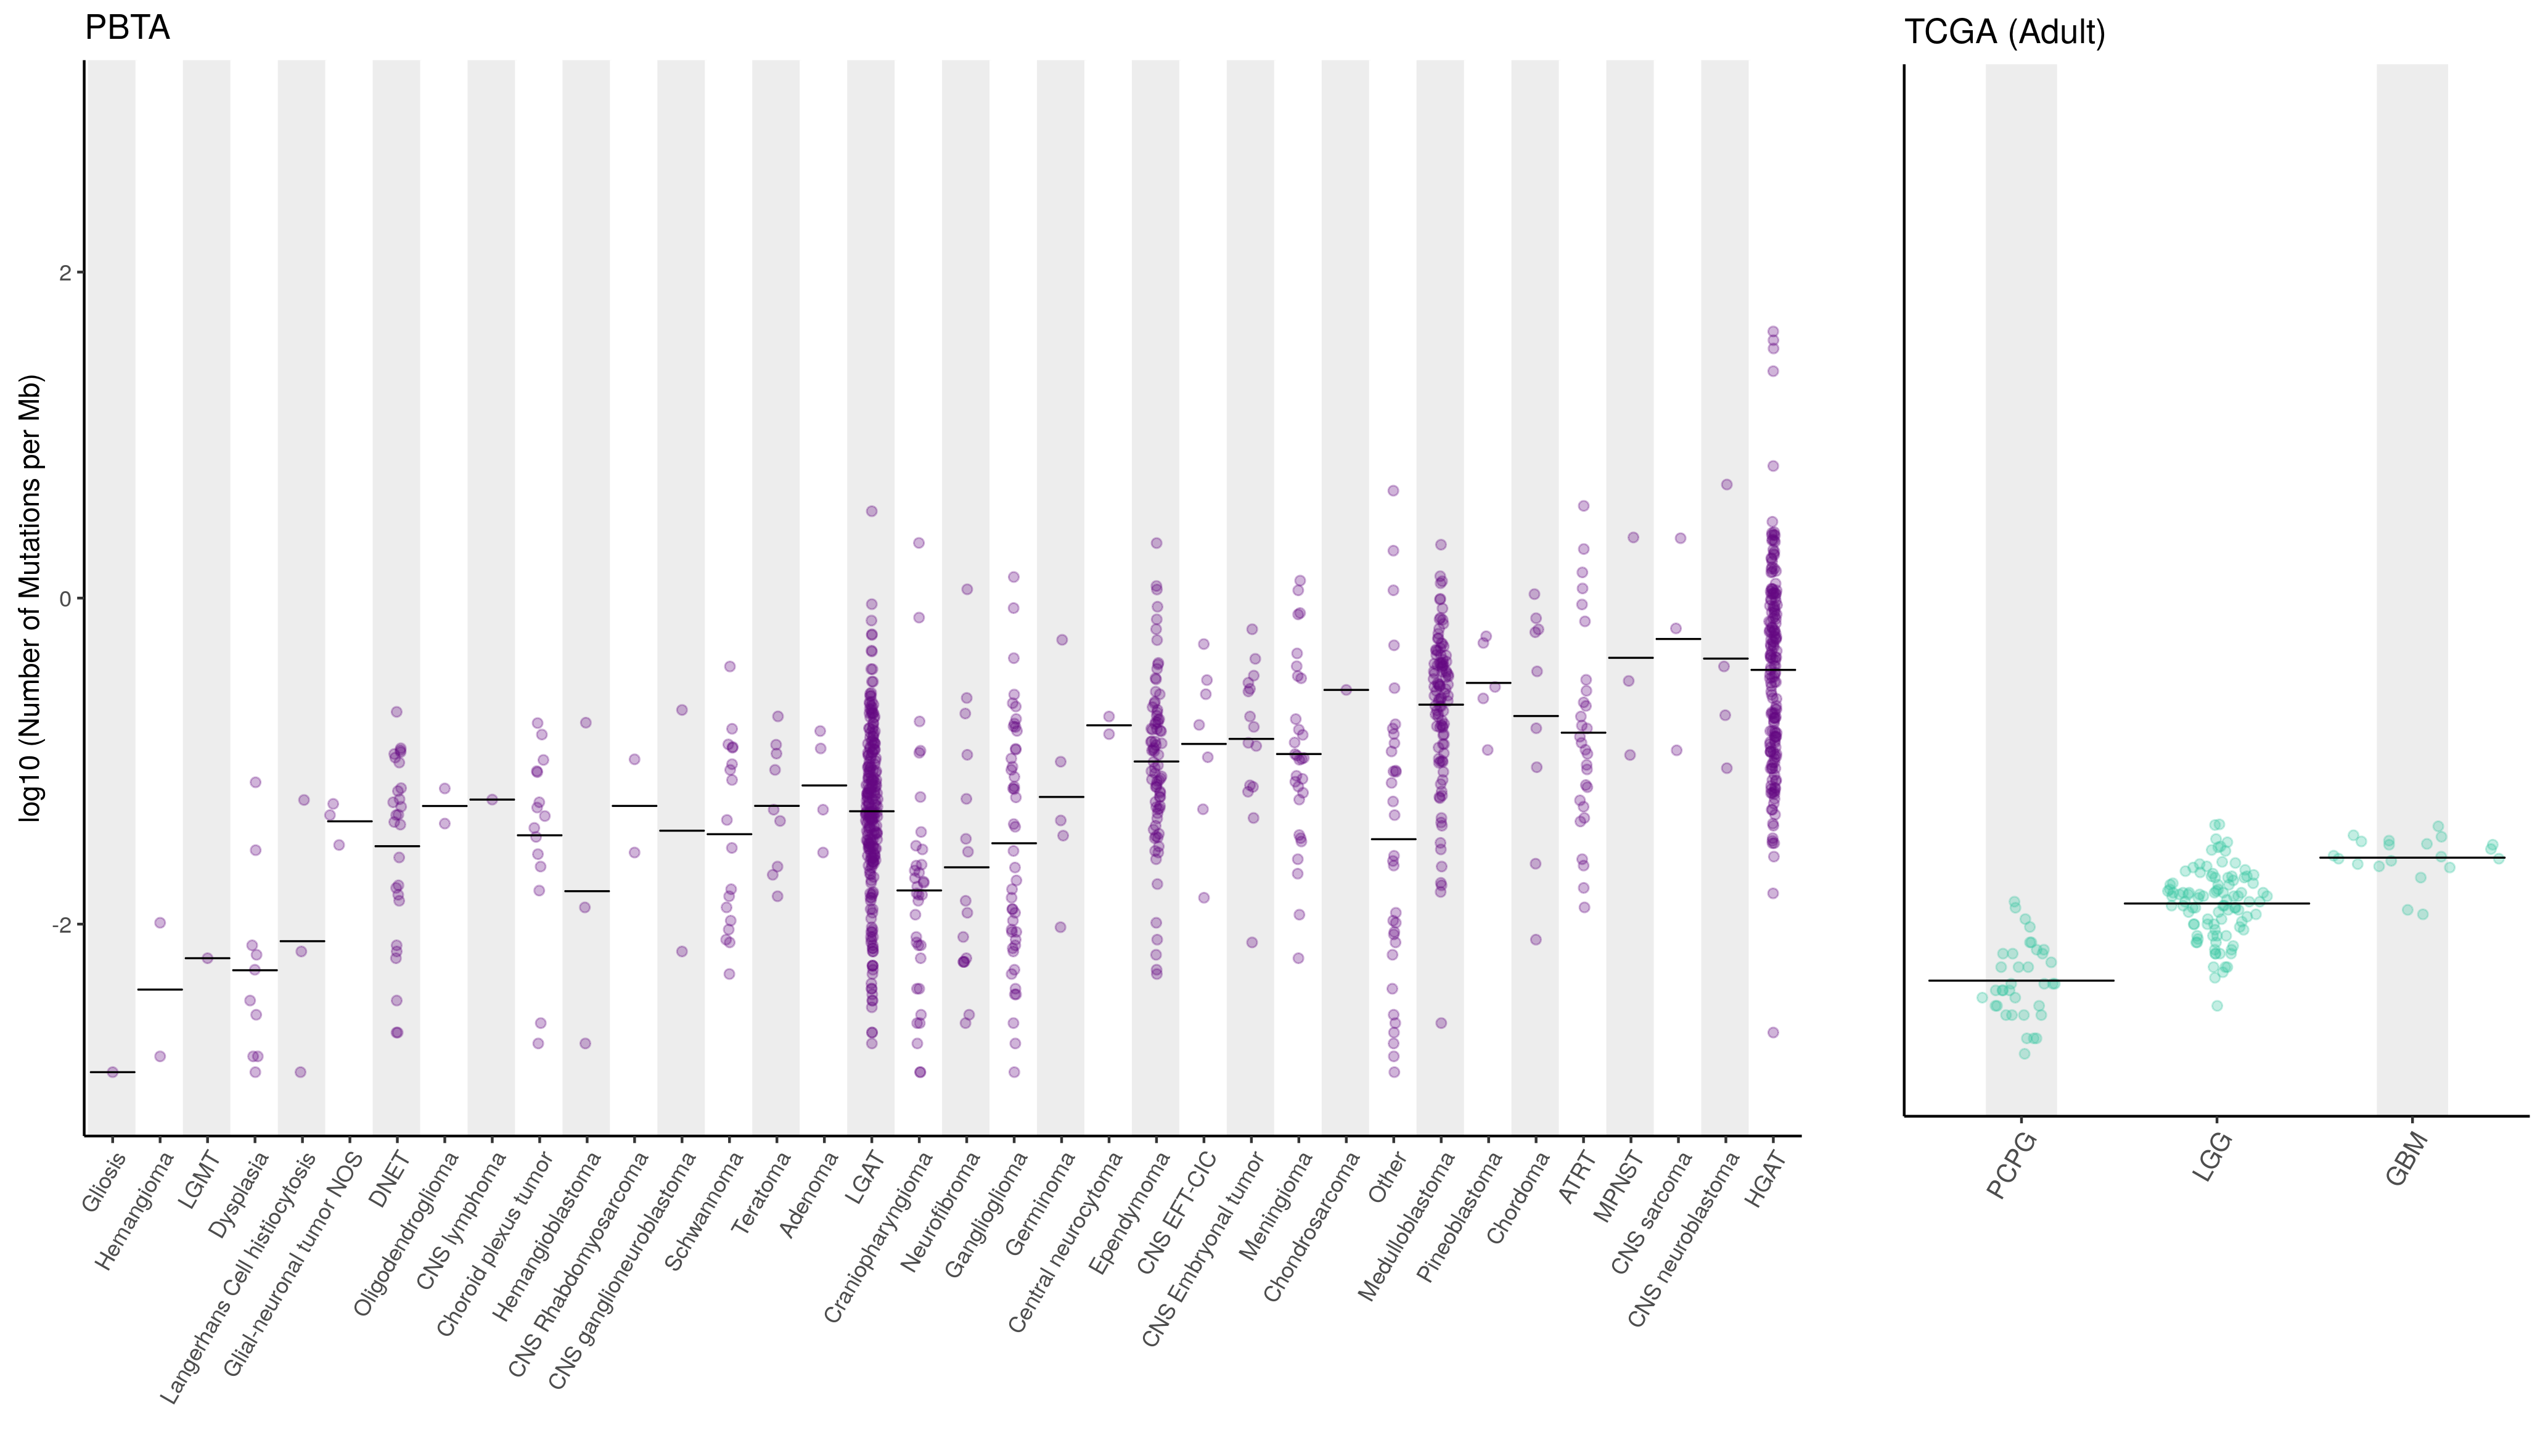 PBTA
TCGA (Adult)
log10 (Number of Mutations per Mb)
2
0
-2
Gliosis
Hemangioma
LGMT
Dysplasia
Langerhans Cell histiocytosis
Glial-neuronal tumor NOS
DNET
Oligodendroglioma
CNS lymphoma
Choroid plexus tumor
Hemangioblastoma
CNS Rhabdomyosarcoma
CNS ganglioneuroblastoma
Schwannoma
Teratoma
Adenoma
LGAT
Craniopharyngioma
Neurofibroma
Ganglioglioma
Germinoma
Central neurocytoma
Ependymoma
CNS EFT-CIC
CNS Embryonal tumor
Meningioma
Chondrosarcoma
Other
Medulloblastoma
Pineoblastoma
Chordoma
ATRT
MPNST
CNS sarcoma
CNS neuroblastoma
HGAT
PCPG
LGG
GBM